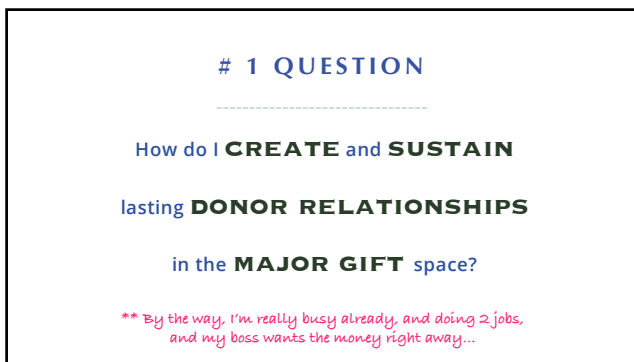 # 1 QUESTION
How do I CREATE and SUSTAIN
lasting DONOR RELATIONSHIPS
in the MAJOR GIFT space?
** By the way, I'm really busy already, and doing 2 jobs,
and my boss wants the money right away...